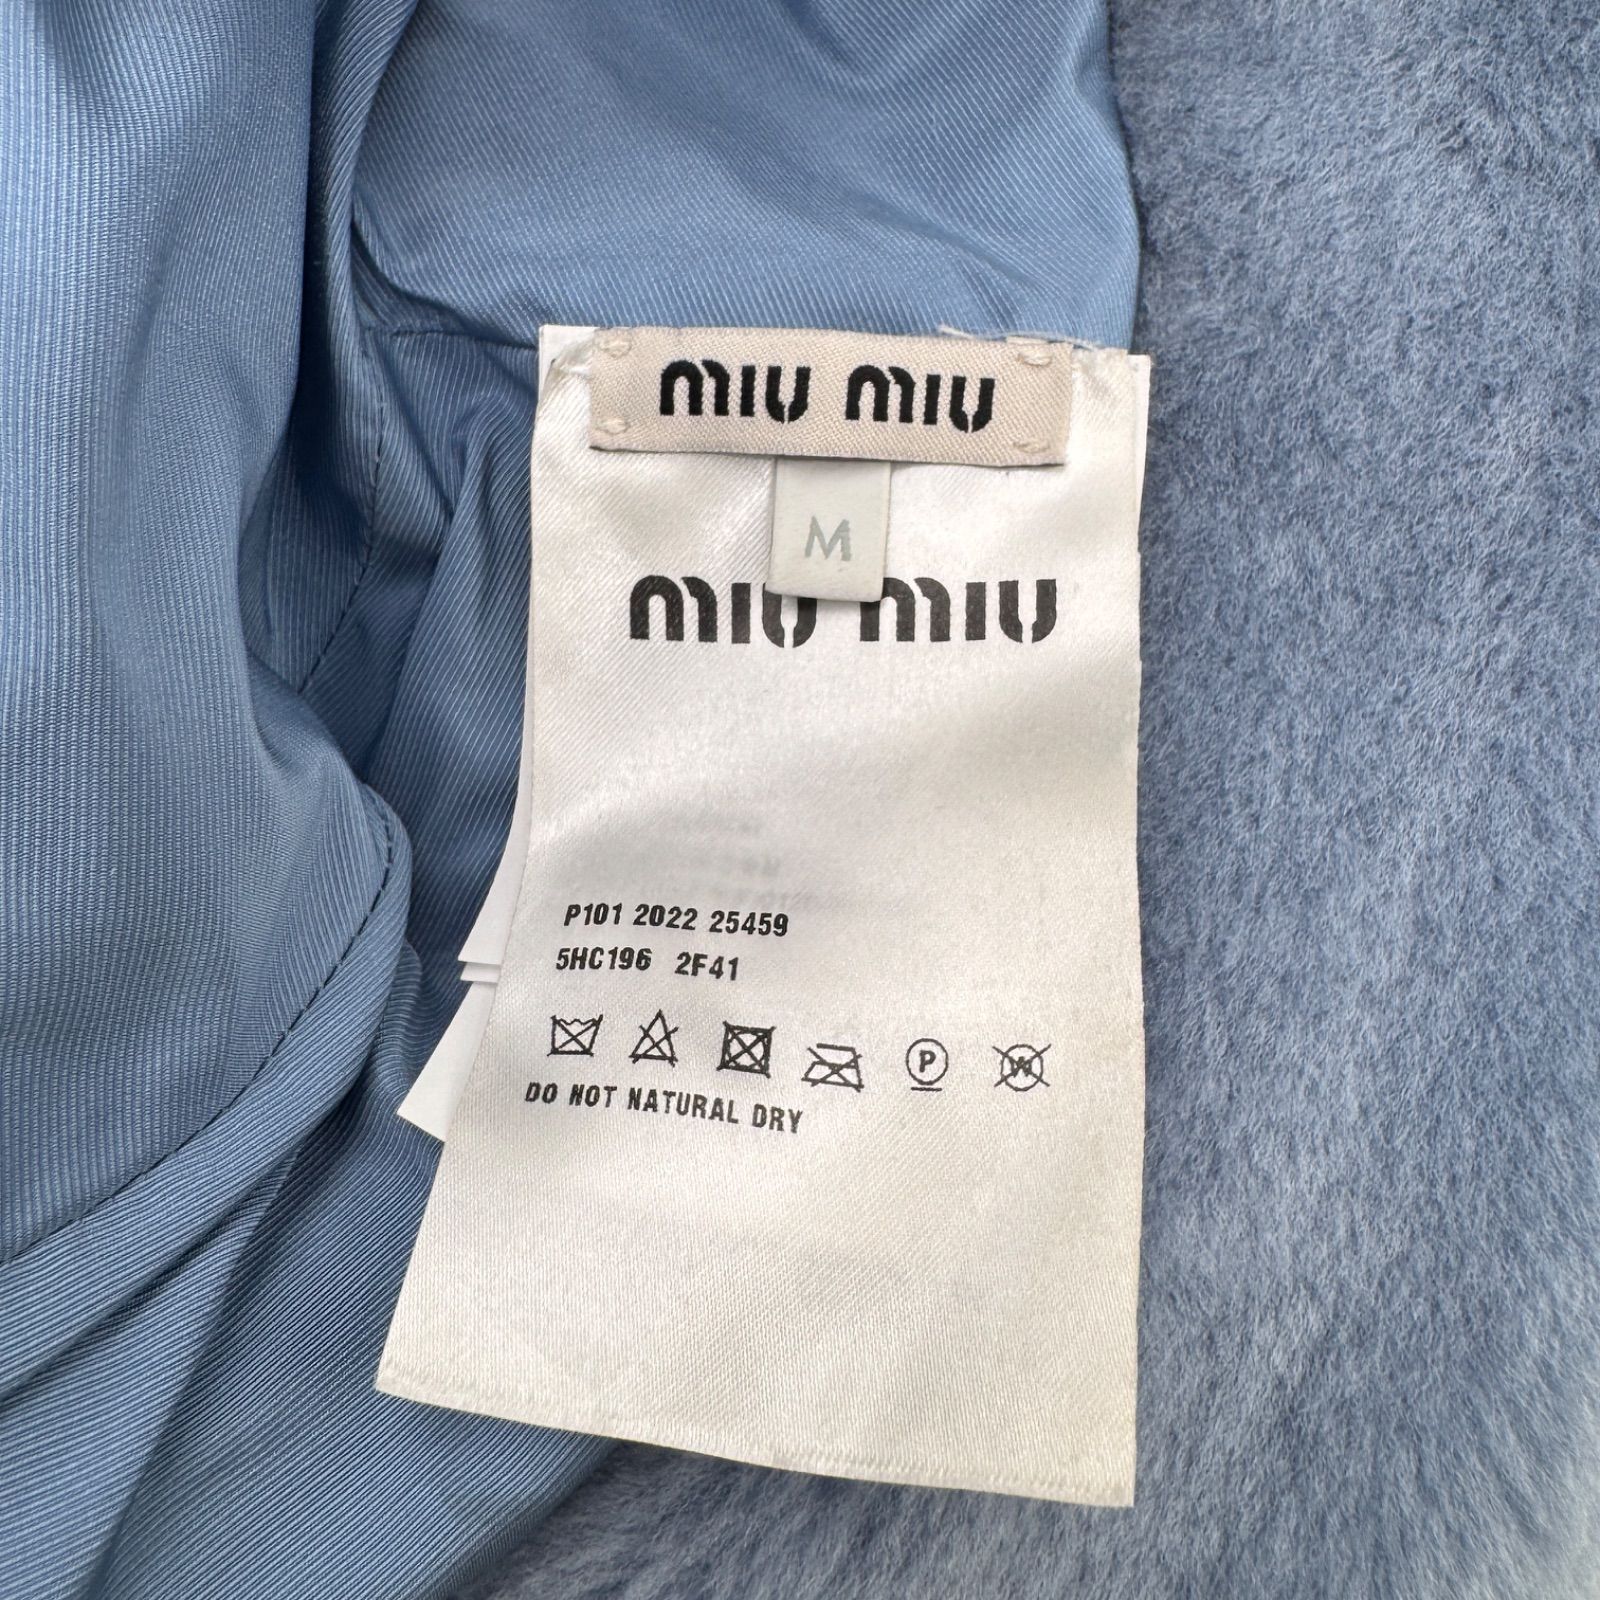 miu miu
M
miu miu
P101 2022 25459
5HC196 2F41
P W
DO NOT NATURAL DRY